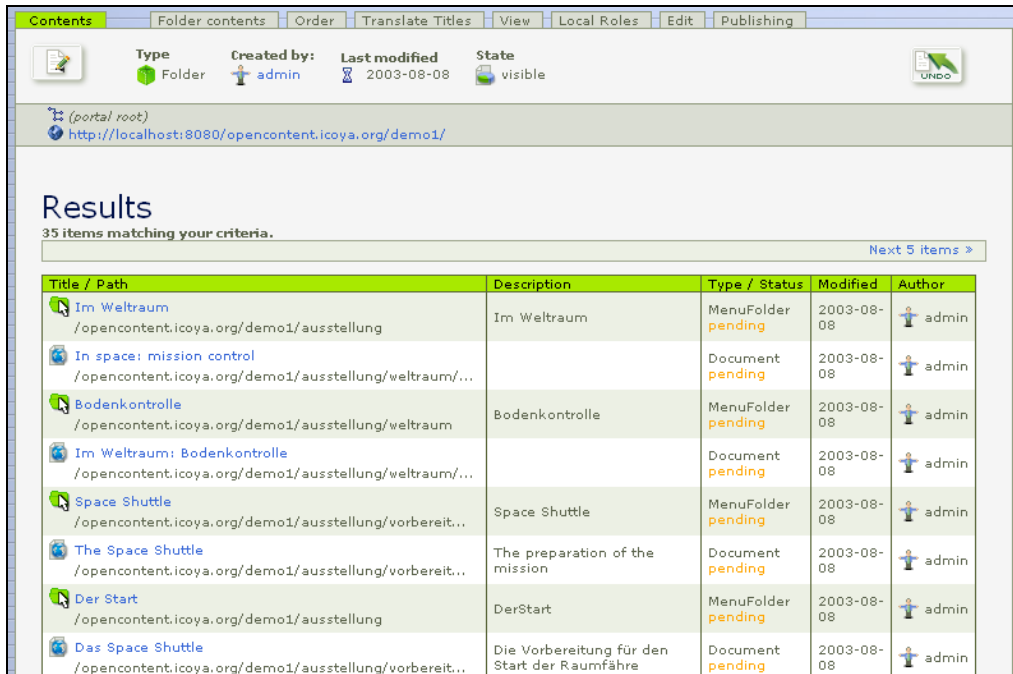 Contents Folder contents Order Translate Titles View Local Roles Edit Publishing
Type Created by: Last modified State
Folder admin 2003-08-08 visible
UNDO
(portal root)
http://localhost:8080/opencontent.icoya.org/demo1/
Results
35 items matching your criteria.
Next 5 items »
Title / Path Description Type / Status Modified Author
Im Weltraum
/opencontent.icoya.org/demo1/ausstellung
Im Weltraum
MenuFolder
pending
2003-08-
08
admin
In space: mission control
/opencontent.icoya.org/demo1/ausstellung/weltraum/...
Document
pending
2003-08-
08
admin
Bodenkontrolle
/opencontent.icoya.org/demo1/ausstellung/weltraum
Bodenkontrolle
MenuFolder
pending
2003-08-
08
admin
Im Weltraum: Bodenkontrolle
/opencontent.icoya.org/demo1/ausstellung/weltraum/...
Document
pending
2003-08-
08
admin
Space Shuttle
/opencontent.icoya.org/demo1/ausstellung/vorbereit...
Space Shuttle
MenuFolder
pending
2003-08-
08
admin
The Space Shuttle
/opencontent.icoya.org/demo1/ausstellung/vorbereit...
The preparation of the
mission
Document
pending
2003-08-
08
admin
Der Start
/opencontent.icoya.org/demo1/ausstellung
DerStart
MenuFolder
pending
2003-08-
08
admin
Das Space Shuttle
/opencontent.icoya.org/demo1/ausstellung/vorbereit...
Die Vorbereitung für den
Start der Raumfähre
Document
pending
2003-08-
08
admin